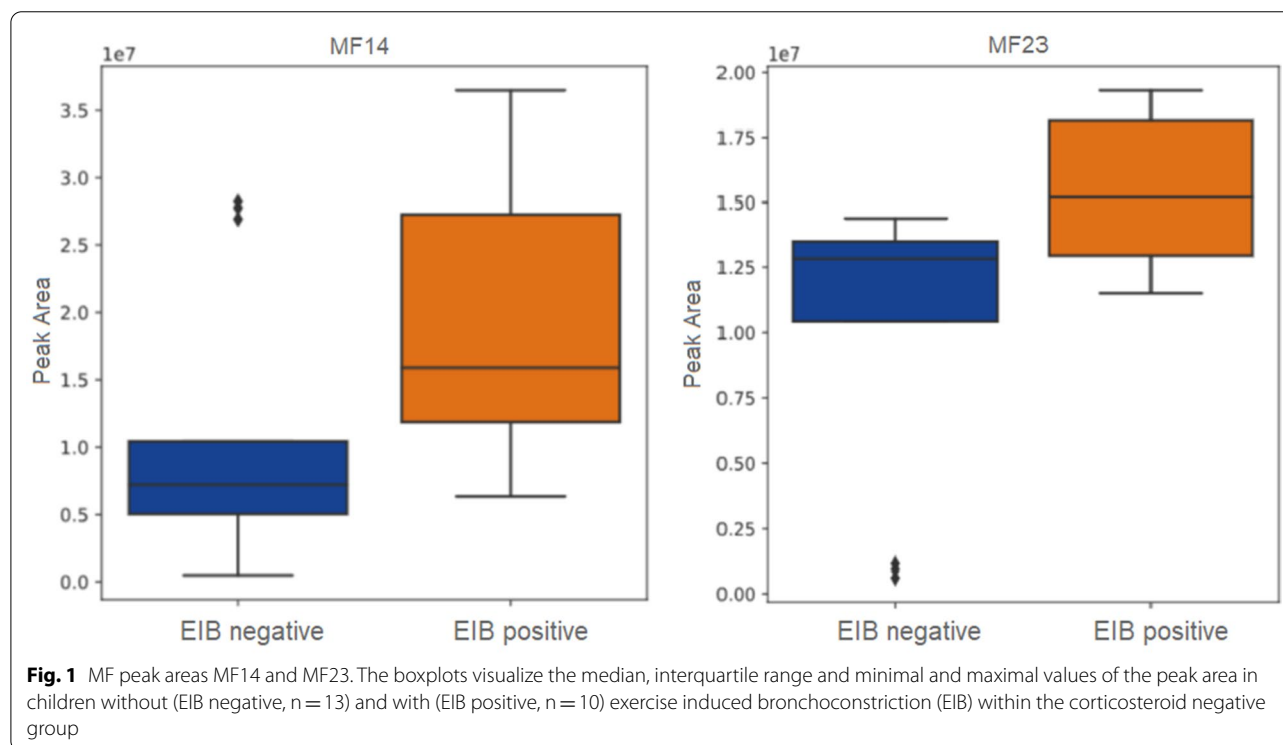 MF14
1e7
3.5
3.0
2.5
2.0
1.5
1.0
0.5
0.0
Peak Area
EIB negative
EIB positive
MF23
1e7
2.00
1.75
1.50
1.25
1.00
0.75
0.50
0.25
0.00
Peak Area
EIB negative
EIB positive
Fig. 1 MF peak areas MF14 and MF23. The boxplots visualize the median, interquartile range and minimal and maximal values of the peak area in
children without (EIB negative, n = 13) and with (EIB positive, n = 10) exercise induced bronchoconstriction (EIB) within the corticosteroid negative
group